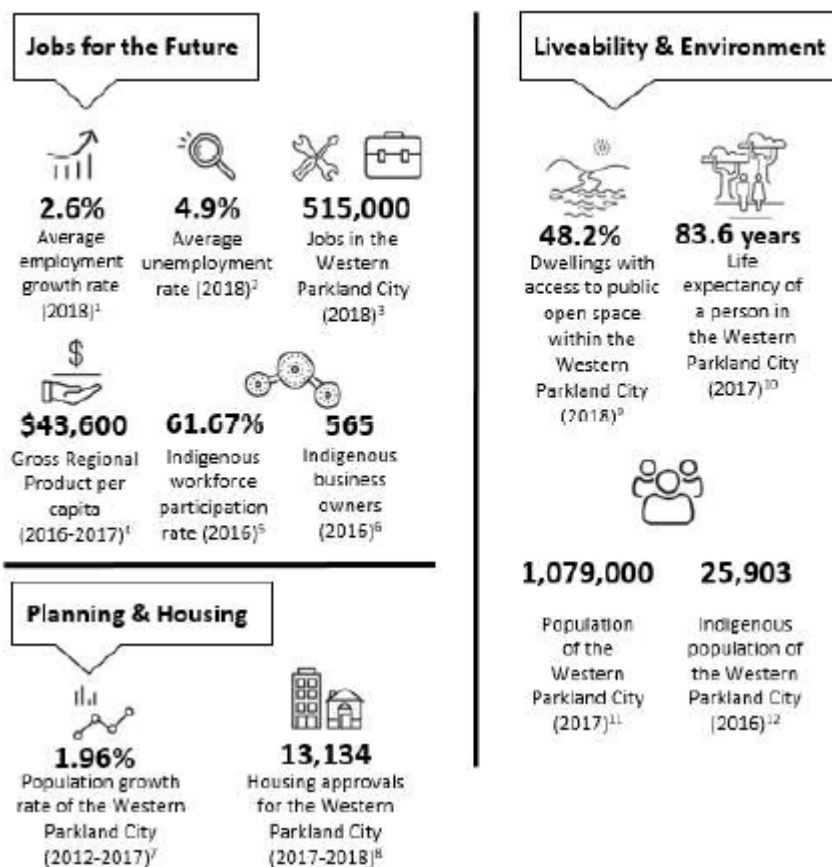 Jobs for the Future
2.6%
Average
employment
growth rate
(2018)1
4.9%
Average
unemployment
rate (2018)2
515,000
Jobs in the
Western
Parkland City
(2018)3
$43,600
Gross Regional
Product per
capita
(2016-2017)4
61.67%
Indigenous
workforce
participation
rate (2016)5
565
Indigenous
business
owners
(2016)6
Planning & Housing
1.96%
Population growth
rate of the Western
Parkland City
(2012-2017)7
13,134
Housing approvals
for the Western
Parkland City
(2017-2018)8
Liveability & Environment
48.2%
Dwellings with
access to public
open space
within the
Western
Parkland City
(2018)9
83.6 years
Life
expectancy of
a person in
the Western
Parkland City
(2017)10
1,079,000
Population
of the
Western
Parkland City
(2017)11
25,903
Indigenous
population of
the Western
Parkland City
(2016)12